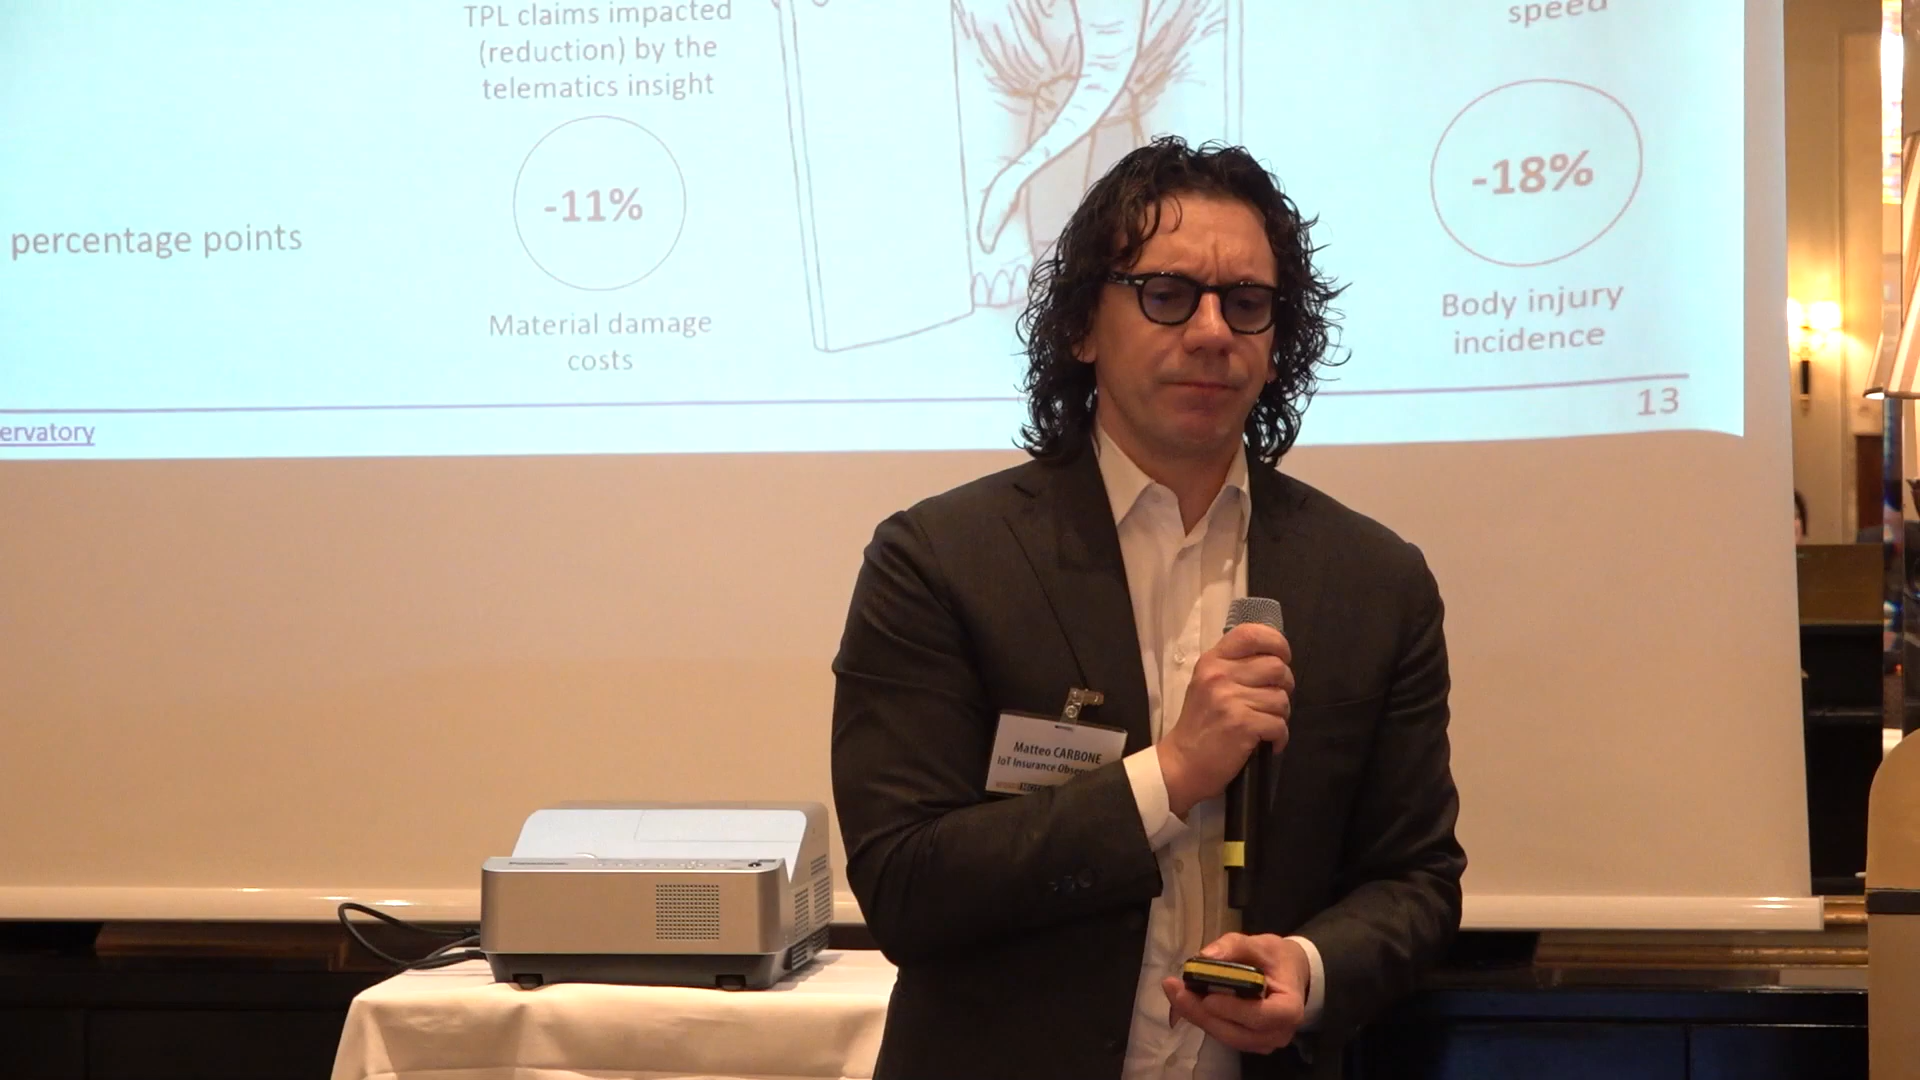 TPL claims impacted
(reduction) by the
telematics insight
speed
-11%
-18%
percentage points
Material damage
costs
Body injury
incidence
13
ervatory
Matteo CARBONE
IoT Insurance Obser